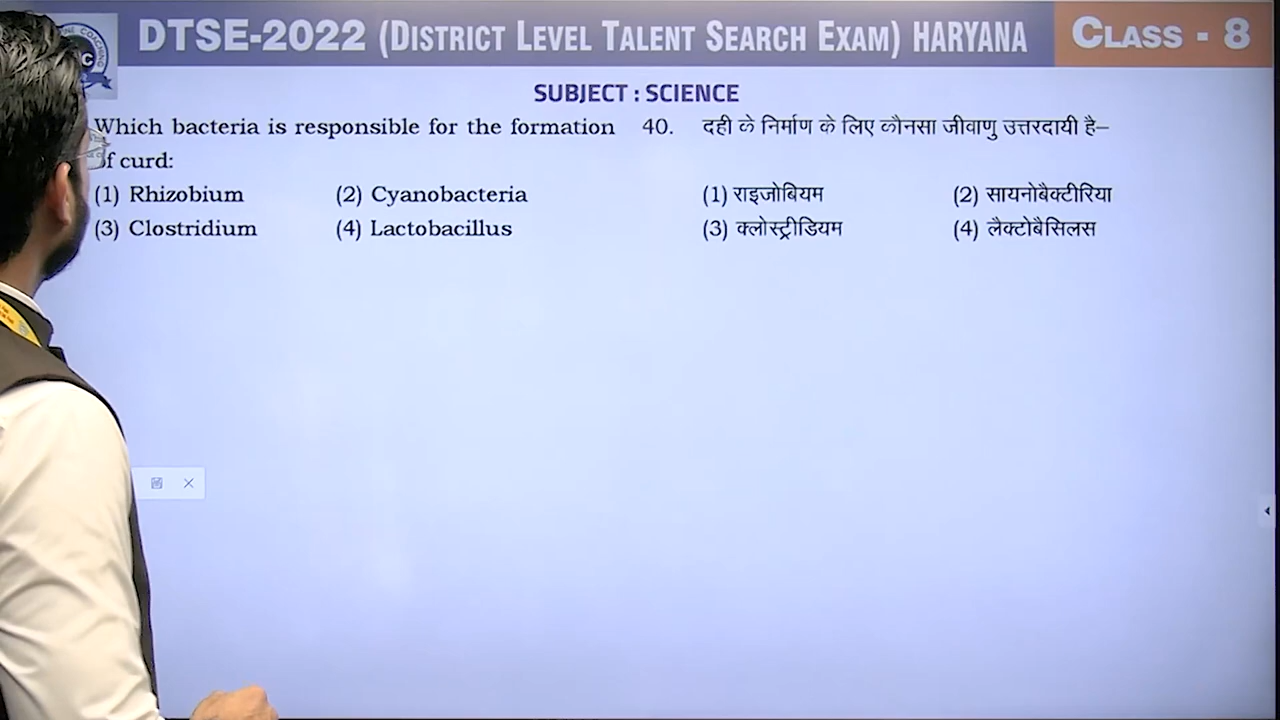 DTSE-2022 (DISTRICT LEVEL TALENT SEARCH EXAM) HARYANA
CLASS - 8
COACHING
SUBJECT : SCIENCE
Which bacteria is responsible for the formation
of curd:
(1) Rhizobium (2) Cyanobacteria
(3) Clostridium (4) Lactobacillus
40. दही के निर्माण के लिए कौनसा जीवाणु उत्तरदायी है–
(1) राइजोबियम (2) सायनोबैक्टीरिया
(3) क्लोस्ट्रीडियम (4) लैक्टोबैसिलस